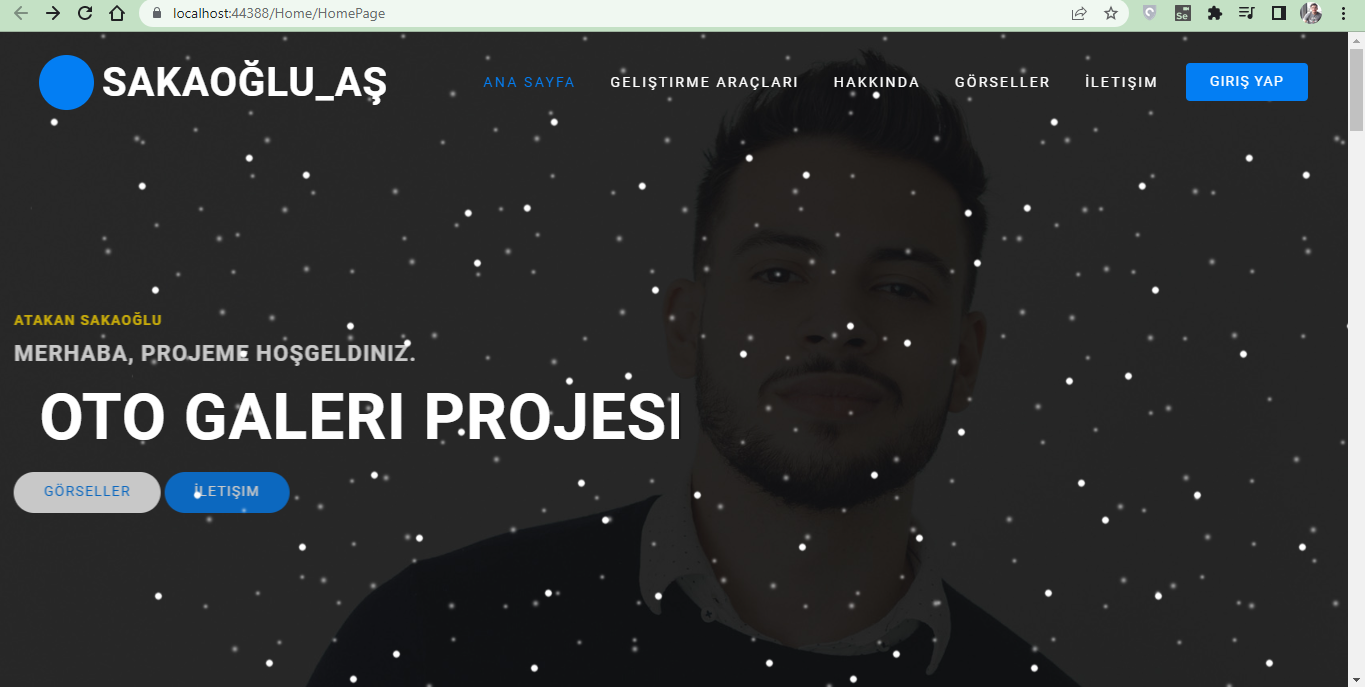 localhost:44388/Home/HomePage
Se
SAKAOĞLU_AŞ
ANA SAYFA GELIŞTIRME ARAÇLARI HAKKINDA GÖRSELLER İLETIŞIM GIRIŞ YAP
ATAKAN SAKAOĞLU
MERHABA, PROJEME HOŞGELDINIZ.
OTO GALERI PROJESI
GÖRSELLER İLETIŞIM